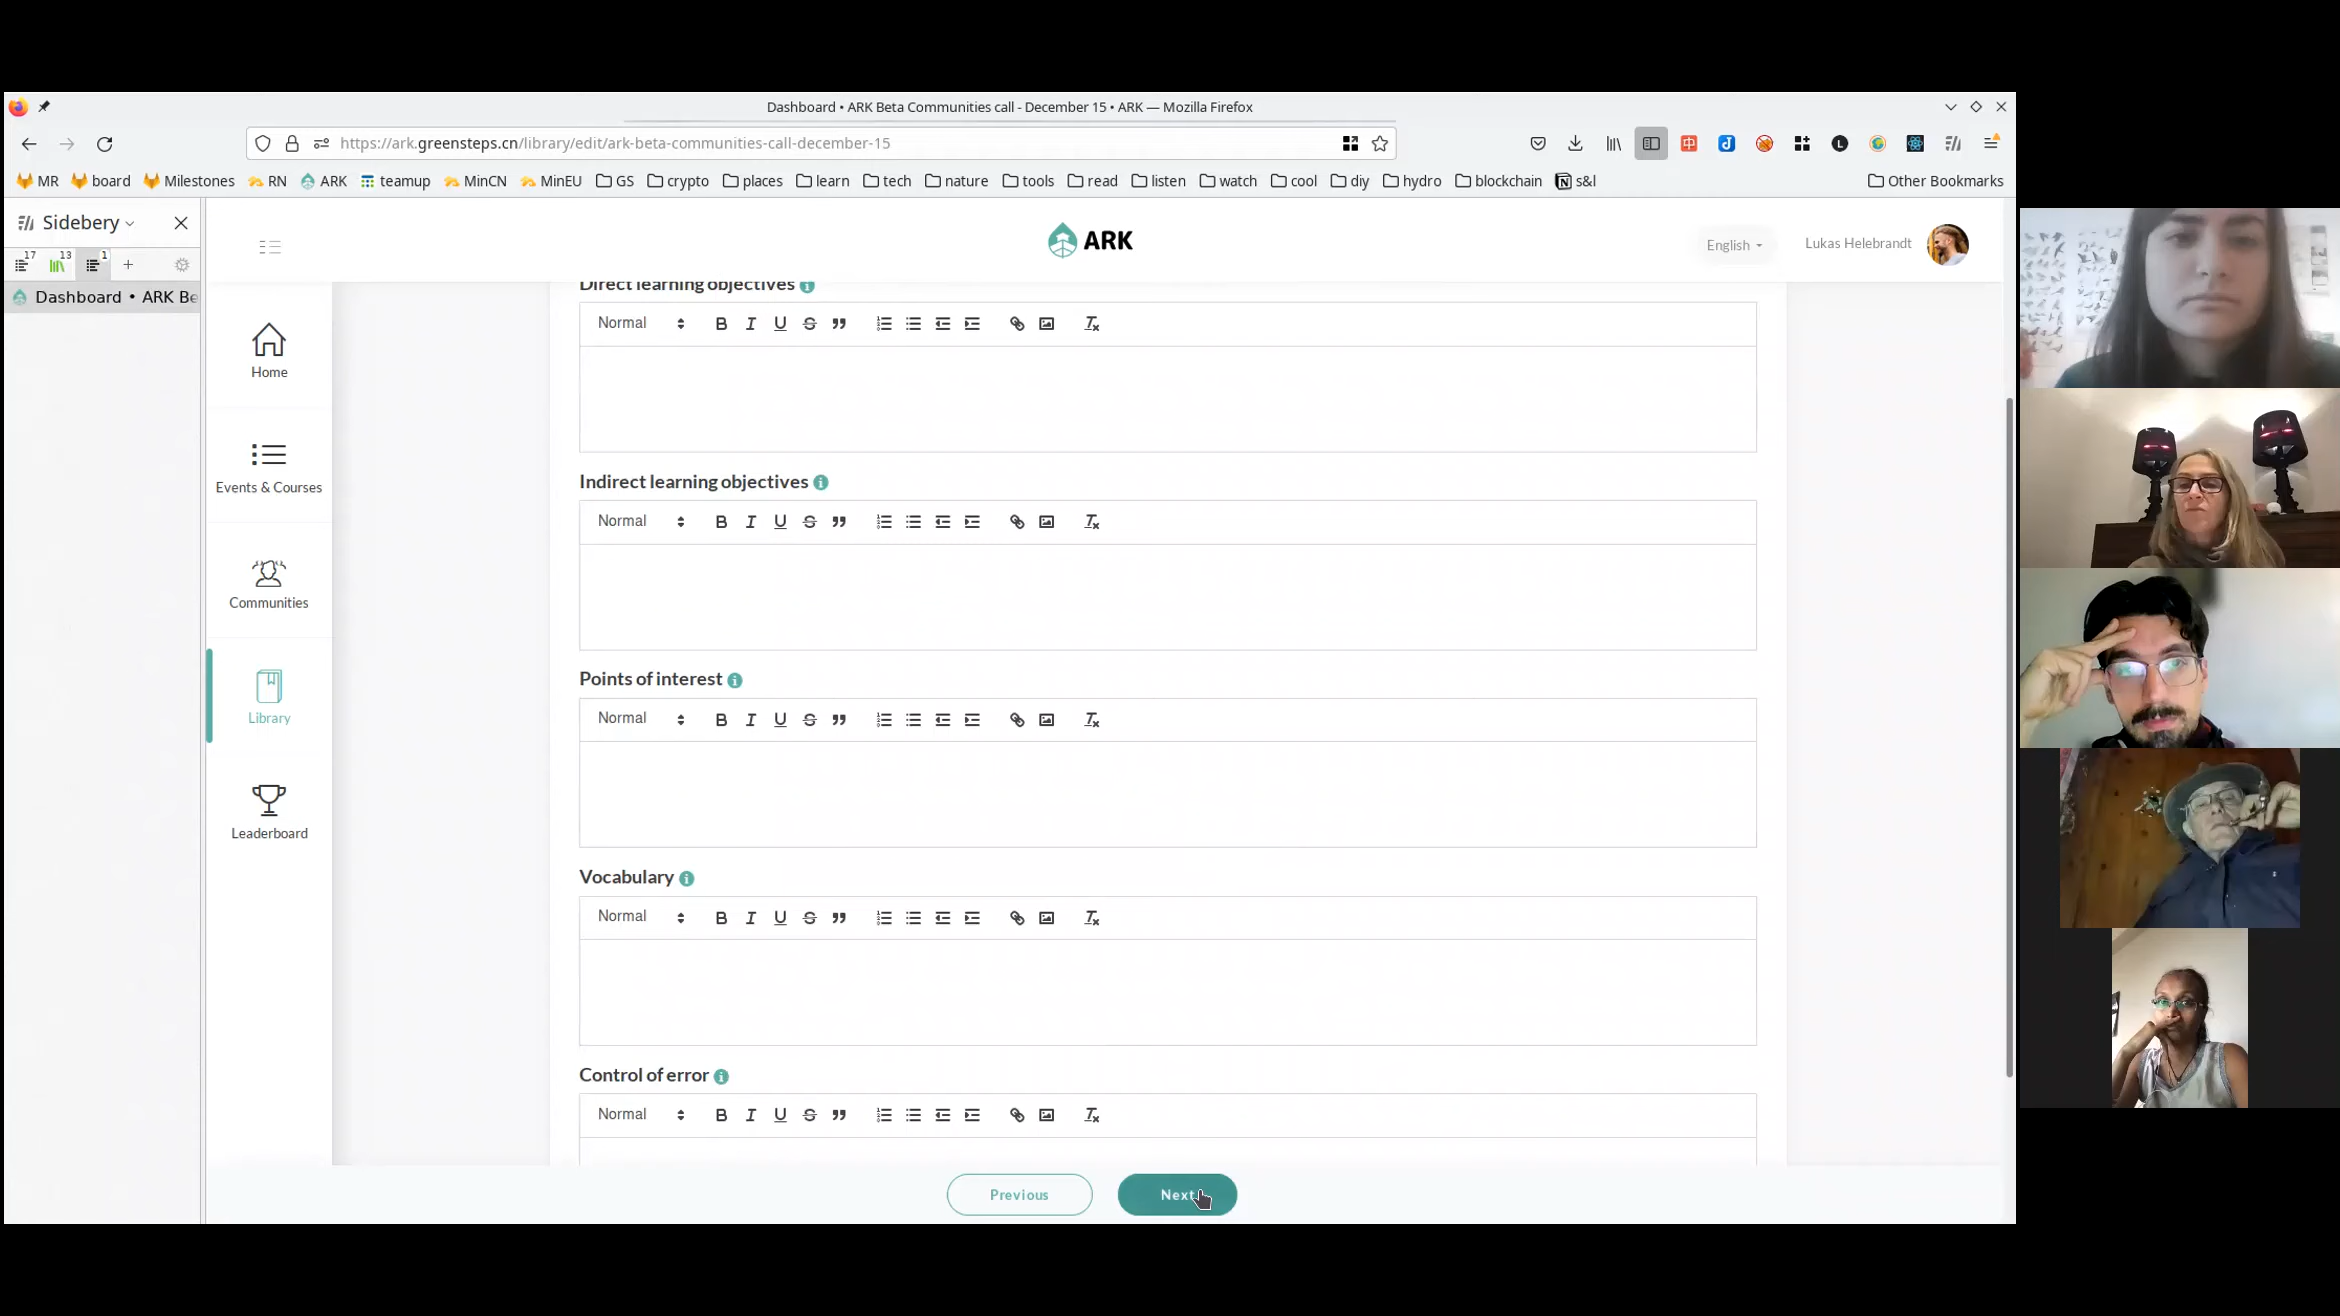 Dashboard • ARK Beta Communities call - December 15 • ARK — Mozilla Firefox
https://ark.greensteps.cn/library/edit/ark-beta-communities-call-december-15
MR board Milestones RN ARK teamup MinCN MinEU GS crypto places learn tech nature tools read listen watch cool diy hydro blockchain s&l Other Bookmarks
Sidebery
17 13 1
Dashboard • ARK Be
ARK
English
Lukas Helebrandt
Home
Events & Courses
Communities
Library
Leaderboard
Direct learning objectives
Normal
Indirect learning objectives
Normal
Points of interest
Normal
Vocabulary
Normal
Control of error
Normal
Previous Next